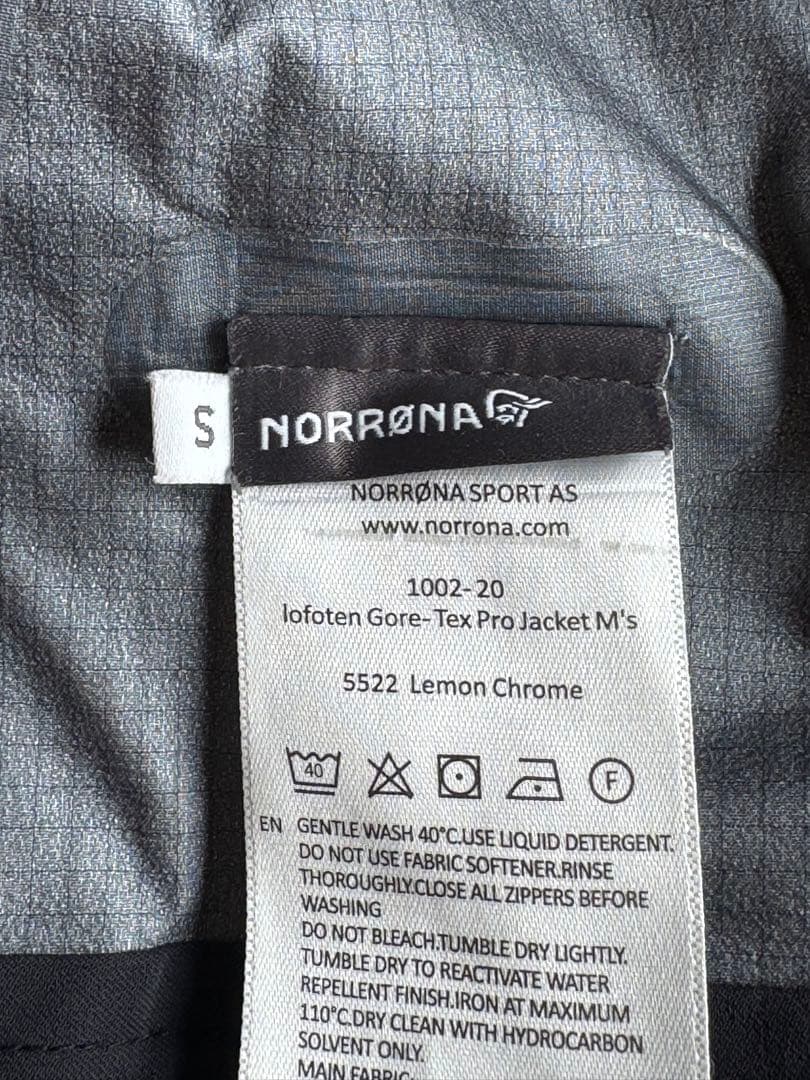 S
NORRØNA
NORRØNA SPORT AS
www.norrona.com
1002-20
lofoten Gore-Tex Pro Jacket M's
5522 Lemon Chrome
40
F
EN GENTLE WASH 40°C.USE LIQUID DETERGENT.
DO NOT USE FABRIC SOFTENER.RINSE
THOROUGHLY.CLOSE ALL ZIPPERS BEFORE
WASHING
DO NOT BLEACH.TUMBLE DRY LIGHTLY.
TUMBLE DRY TO REACTIVATE WATER
REPELLENT FINISH.IRON AT MAXIMUM
110°C.DRY CLEAN WITH HYDROCARBON
SOLVENT ONLY.
MAIN FABRIC: